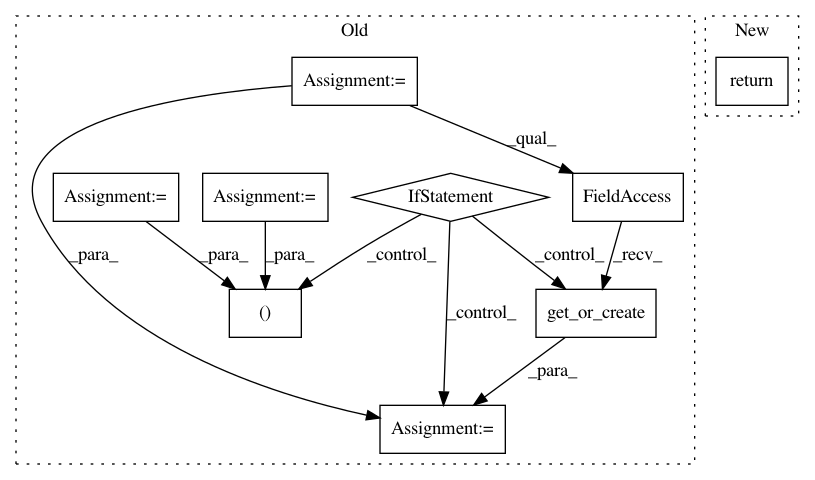 Old
New
Assignment:=
return
_qual_
Assignment:=
Assignment:=
IfStatement
FieldAccess
_para_
_para_
_para_
_control_
_control_
_recv_
()
_control_
get_or_create
_para_
Assignment:=